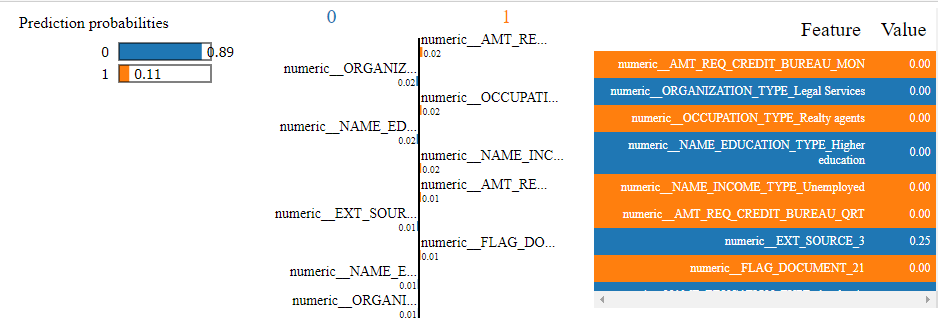 Prediction probabilities
0 0.89
1 0.11
0 1
numeric__AMT_RE...
0.02
numeric__ORGANIZ...
0.02
numeric__OCCUPATI...
0.02
numeric__NAME_ED...
0.02
numeric__NAME_INC...
0.02
numeric__AMT_RE...
0.01
numeric__EXT_SOUR...
0.01
numeric__FLAG_DO...
0.01
numeric__NAME_E...
0.01
numeric__ORGANI...
0.01
Feature Value
numeric__AMT_REQ_CREDIT_BUREAU_MON 0.00
numeric__ORGANIZATION_TYPE_Legal Services 0.00
numeric__OCCUPATION_TYPE_Realty agents 0.00
numeric__NAME_EDUCATION_TYPE_Higher
education 0.00
numeric__NAME_INCOME_TYPE_Unemployed 0.00
numeric__AMT_REQ_CREDIT_BUREAU_QRT 0.00
numeric__EXT_SOURCE_3 0.25
numeric__FLAG_DOCUMENT_21 0.00